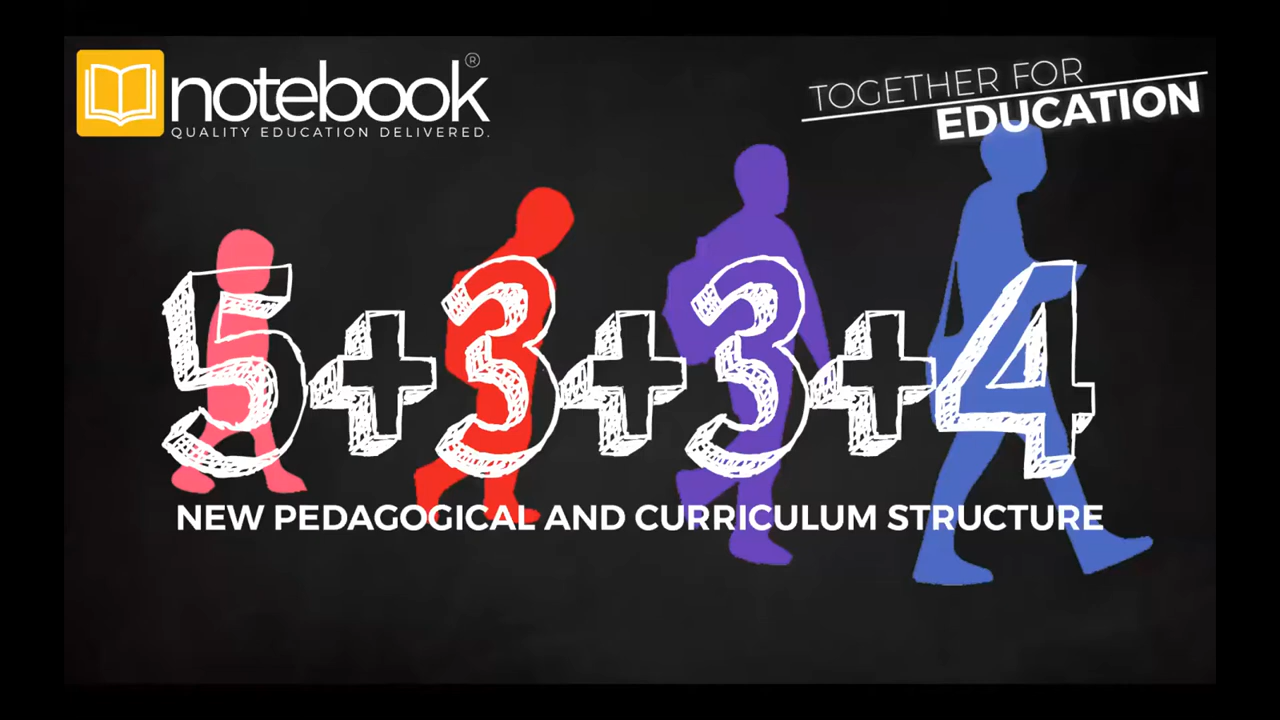 notebook®
QUALITY EDUCATION DELIVERED.
TOGETHER FOR
EDUCATION
5+3+3+4
NEW PEDAGOGICAL AND CURRICULUM STRUCTURE